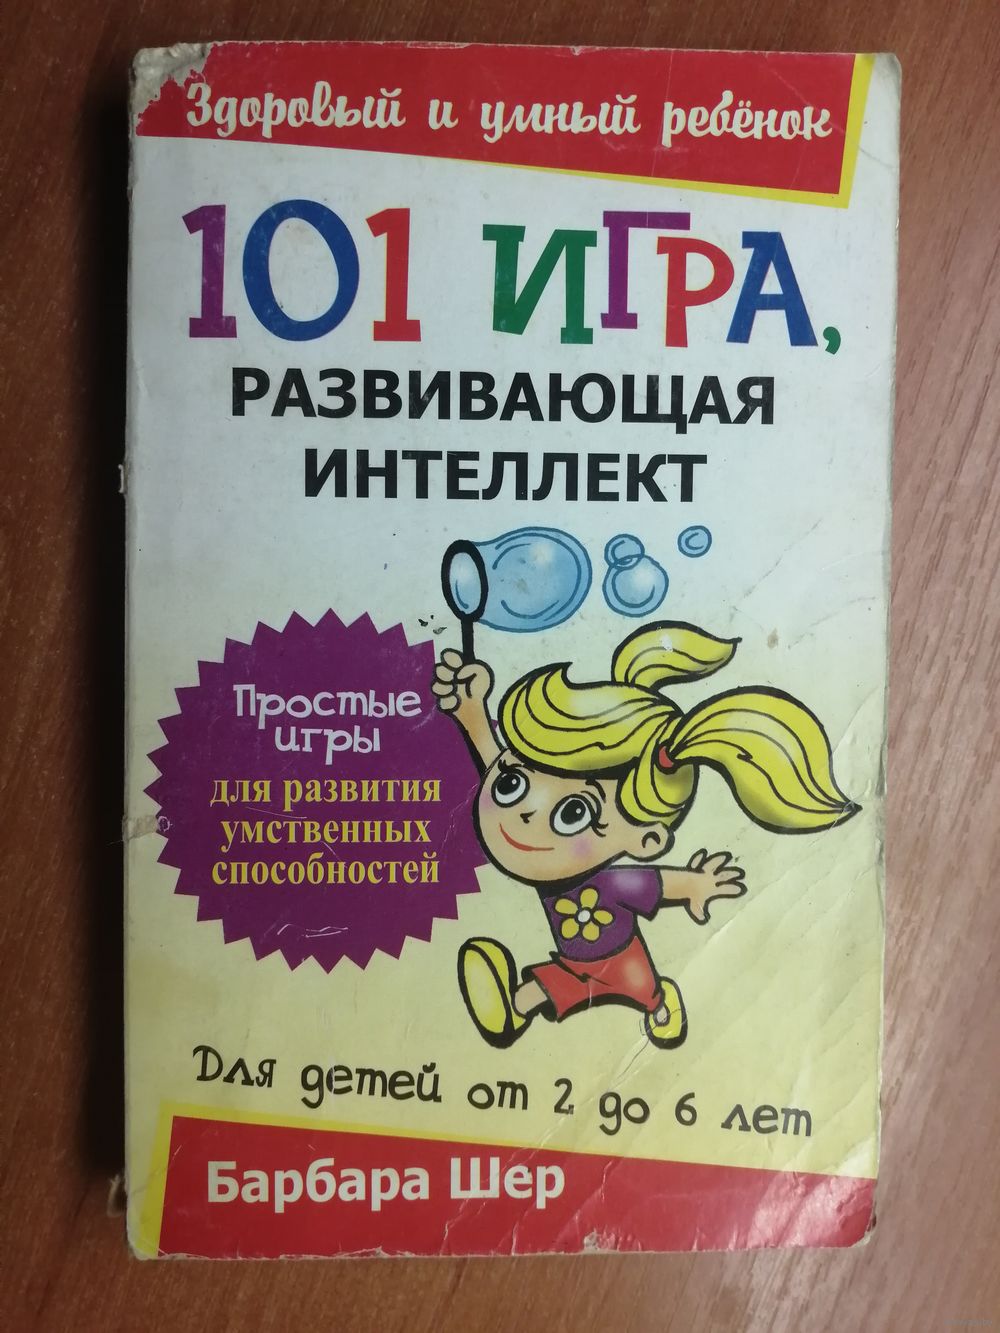 Здоровый и умный ребёнок
101 ИГРА,
РАЗВИВАЮЩАЯ
ИНТЕЛЛЕКТ
Простые
игры
для развития
умственных
способностей
Для детей от 2 до 6 лет
Барбара Шер